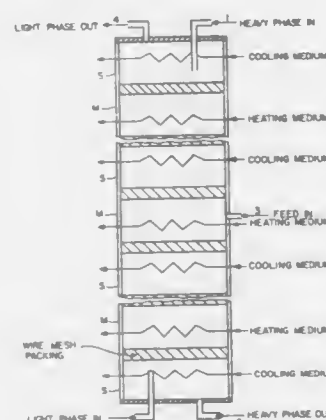 4
1
LIGHT PHASE OUT
HEAVY PHASE IN
COOLING MEDIUM
S
M
HEATING MEDIUM
COOLING MEDIUM
S
M
3
FEED IN
HEATING MEDIUM
COOLING MEDIUM
S
M
HEATING MEDIUM
WIRE MESH
PACKING
COOLING MEDIUM
S
LIGHT PHASE IN
HEAVY PHASE OUT